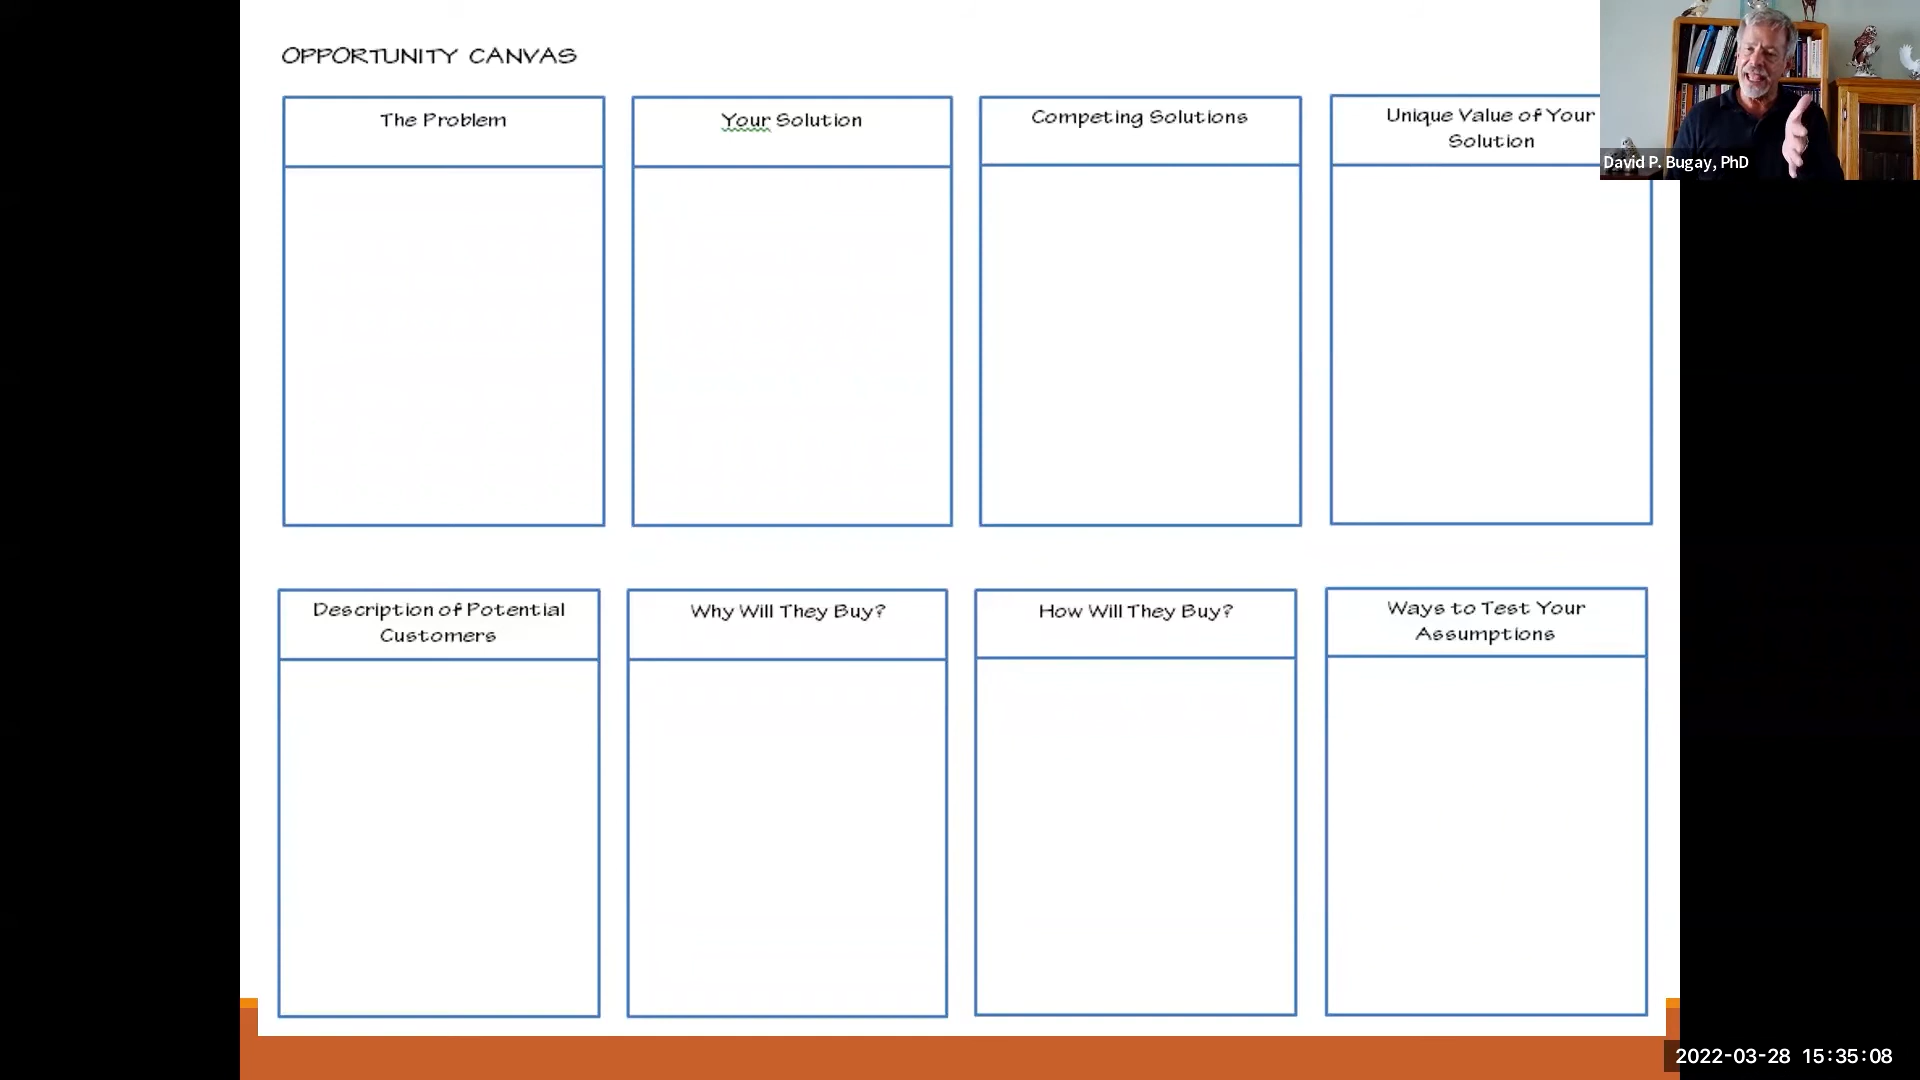 OPPORTUNITY CANVAS
The Problem
Your Solution
Competing Solutions
Unique Value of Your
Solution
David P. Bugay, PhD
Description of Potential
Customers
Why Will They Buy?
How Will They Buy?
Ways to Test Your
Assumptions
2022-03-28 15:35:08